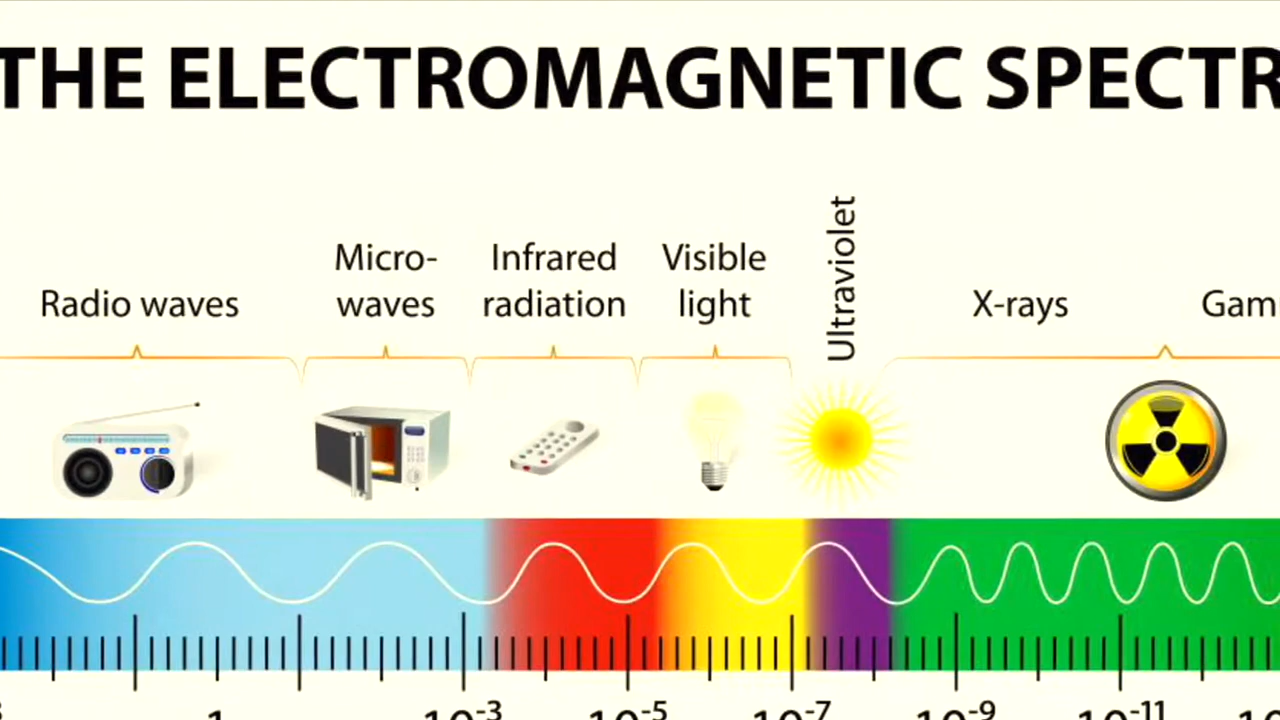 THE ELECTROMAGNETIC SPECTR
Radio waves
Micro-
waves
Infrared
radiation
Visible
light
Ultraviolet
X-rays
Gam
1
10-3
10-5
10-7
10-9
10-11